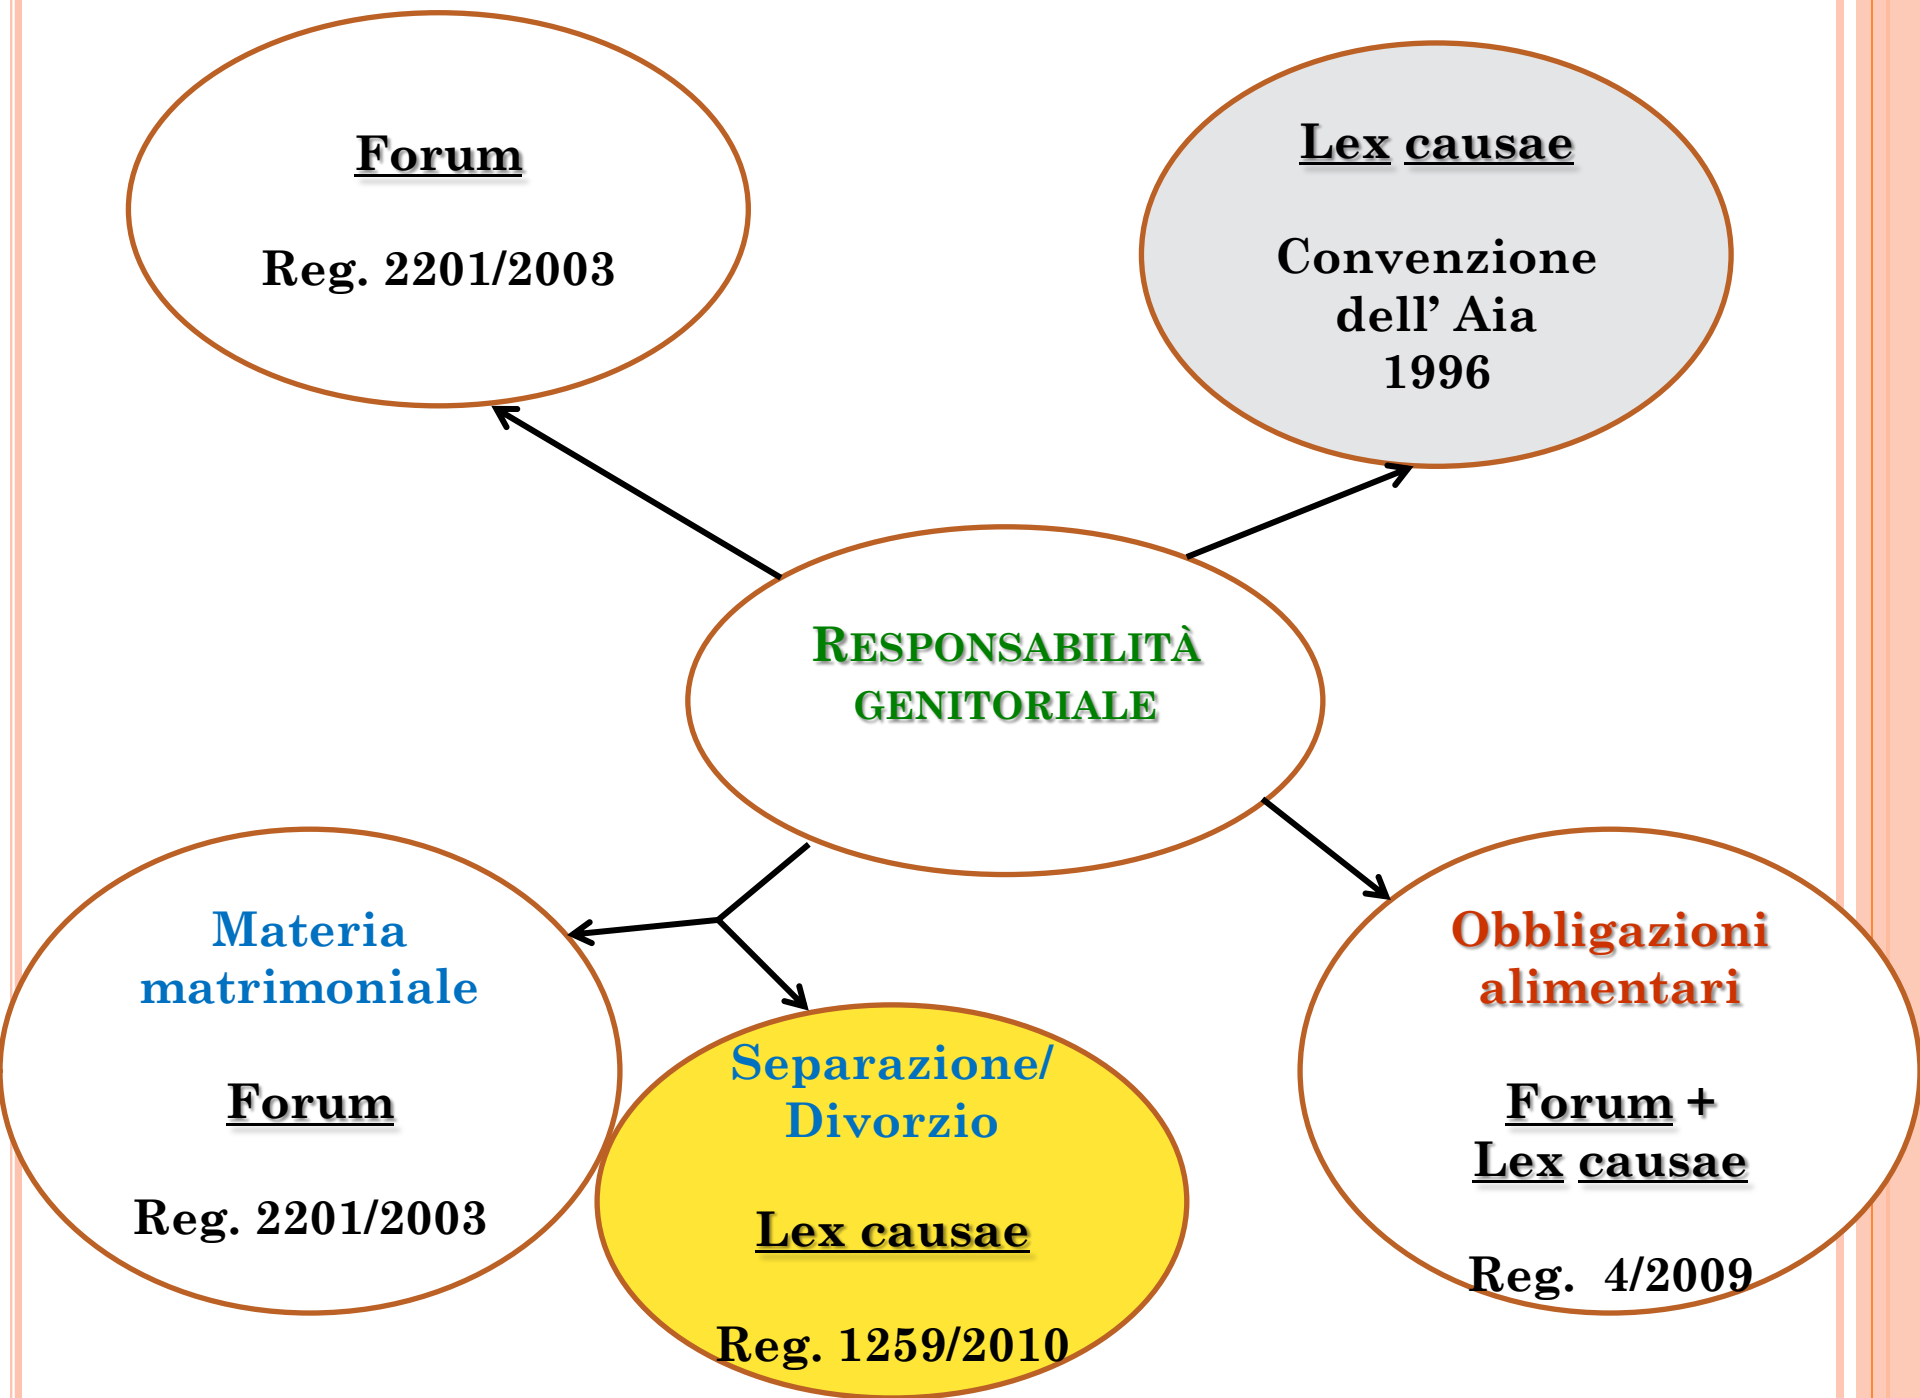 Forum
Reg. 2201/2003
Lex causae
Convenzione
dell’ Aia
1996
RESPONSABILITÀ
GENITORIALE
Materia
matrimoniale
Forum
Reg. 2201/2003
Separazione/
Divorzio
Lex causae
Reg. 1259/2010
Obbligazioni
alimentari
Forum +
Lex causae
Reg. 4/2009